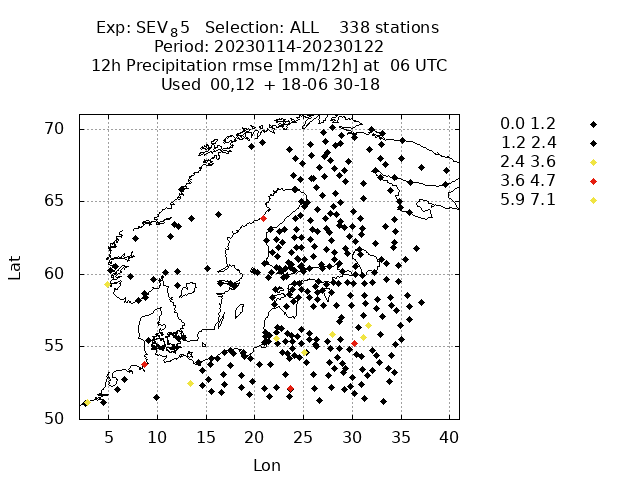 Exp: SEV₈5 Selection: ALL 338 stations
Period: 20230114-20230122
12h Precipitation rmse [mm/12h] at 06 UTC
Used 00,12 + 18-06 30-18
0.0 1.2
1.2 2.4
2.4 3.6
3.6 4.7
5.9 7.1
70
65
60
55
50
Lat
5 10 15 20 25 30 35 40
Lon